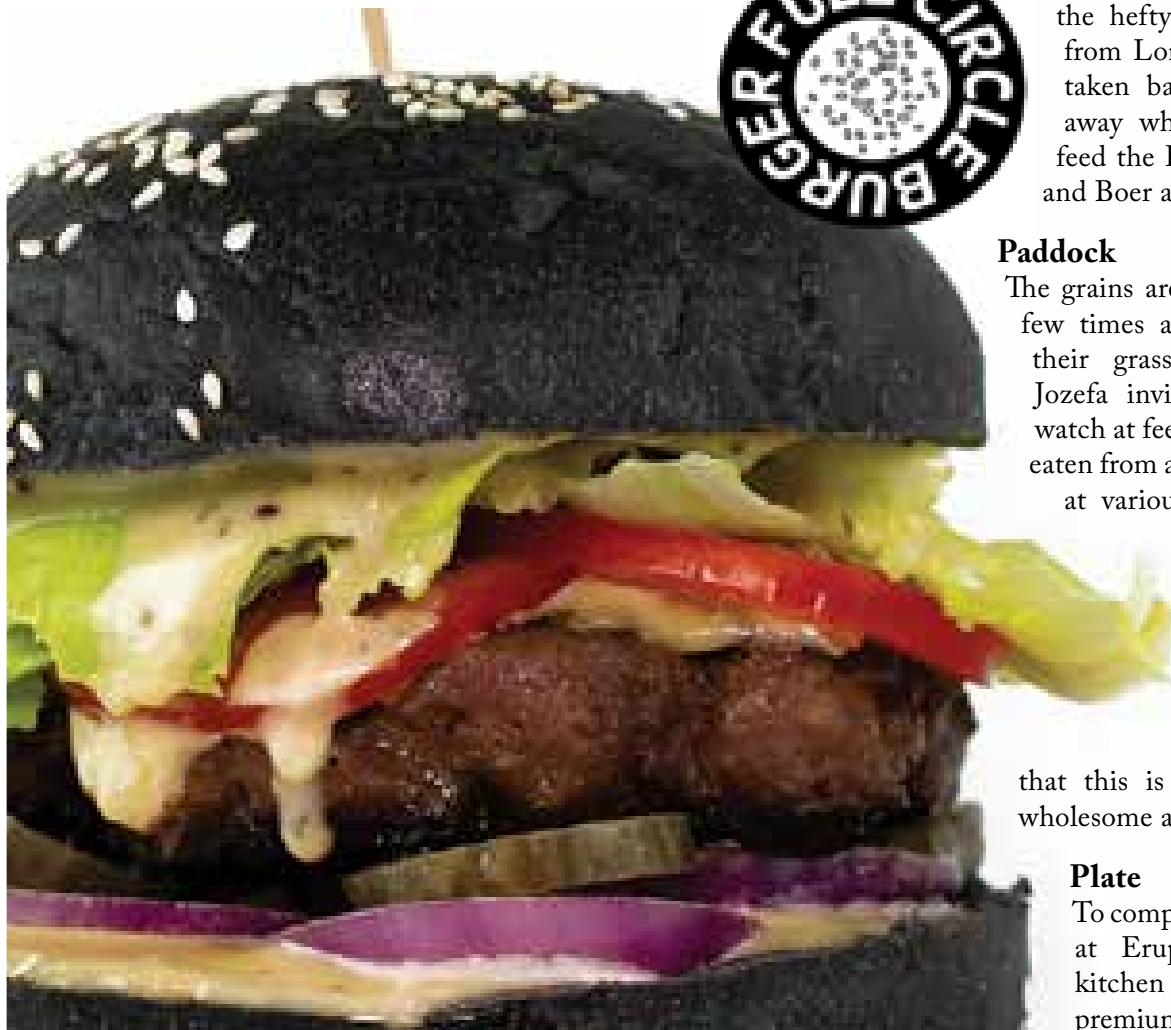 FULL CIRCLE BURGER
the hefty
from Lon
taken ba
away wh
feed the
and Boer a
Paddock
The grains are
few times a
their grass
Jozefa invi
watch at fee
eaten from a
at variou
that this is
wholesome a
Plate
To comp
at Erup
kitchen
premium